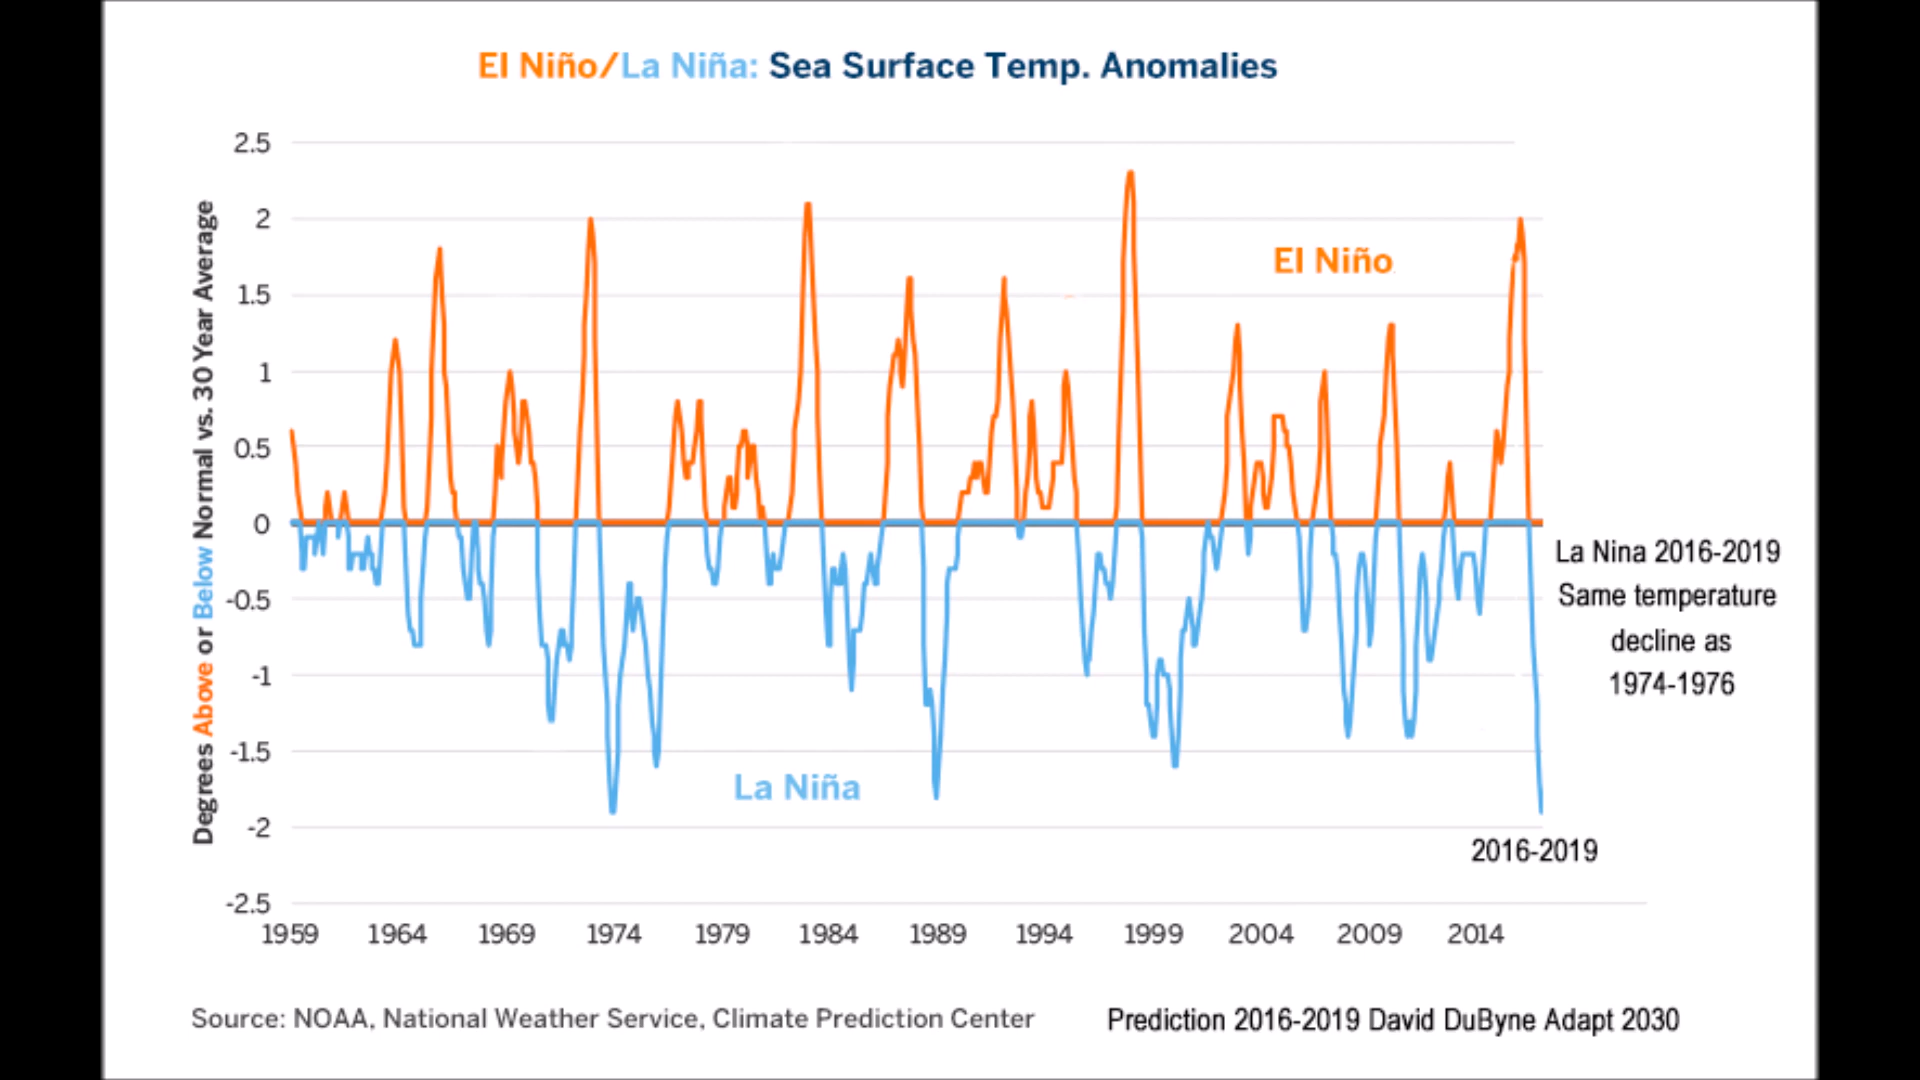 El Niño/La Niña: Sea Surface Temp. Anomalies
Degrees Above or Below Normal vs. 30 Year Average
2.5
2
1.5
1
0.5
0
-0.5
-1
-1.5
-2
-2.5
El Niño
La Niña
La Nina 2016-2019
Same temperature
decline as
1974-1976
2016-2019
1959 1964 1969 1974 1979 1984 1989 1994 1999 2004 2009 2014
Source: NOAA, National Weather Service, Climate Prediction Center
Prediction 2016-2019 David DuByne Adapt 2030